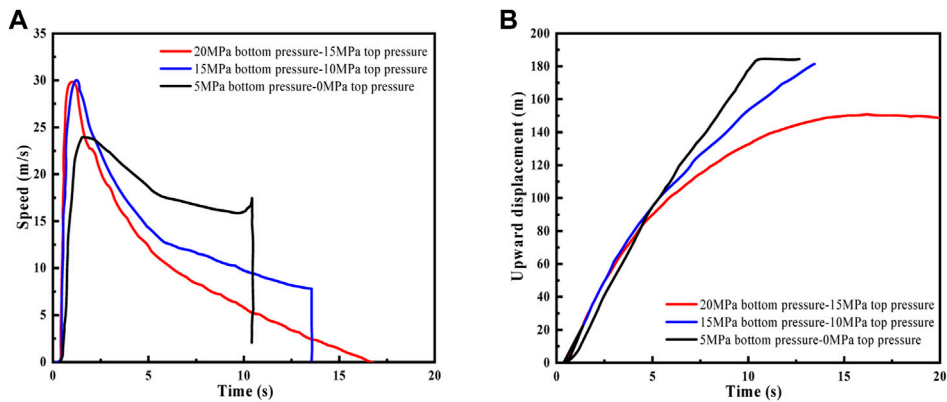 A
35
30
25
20
15
10
5
0
0
5
10
15
20
Speed (m/s)
Time (s)
20MPa bottom pressure-15MPa top pressure
15MPa bottom pressure-10MPa top pressure
5MPa bottom pressure-0MPa top pressure
B
200
180
160
140
120
100
80
60
40
20
0
0
5
10
15
20
Upward displacement (m)
Time (s)
20MPa bottom pressure-15MPa top pressure
15MPa bottom pressure-10MPa top pressure
5MPa bottom pressure-0MPa top pressure